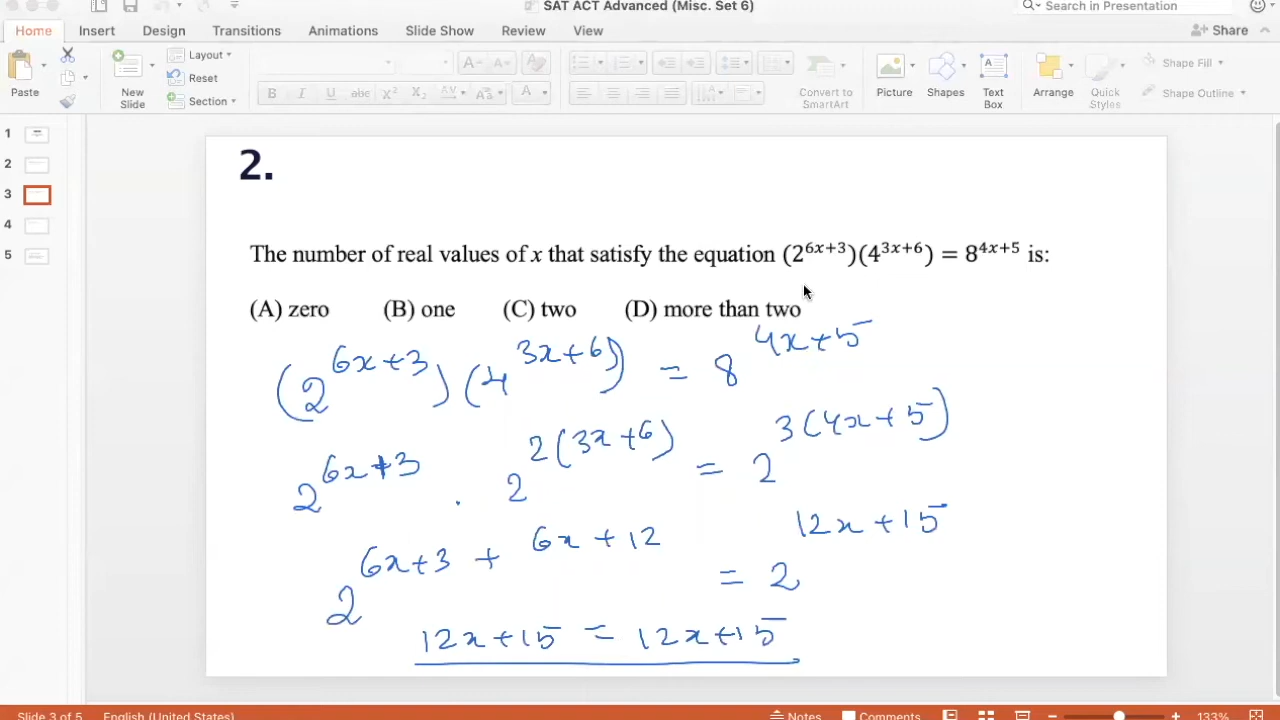 SAT ACT Advanced (Misc. Set 6)
Search in Presentation
Home Insert Design Transitions Animations Slide Show Review View
Share
Paste
New Slide
Layout
Reset
Section
B I U abc X² X₂ AV Aa A
Convert to SmartArt
Picture
Shapes
Text Box
Arrange
Quick Styles
Shape Fill
Shape Outline
1
2
3
4
5
2.
The number of real values of x that satisfy the equation (2^{6x+3})(4^{3x+6}) = 8^{4x+5} is:
(A) zero (B) one (C) two (D) more than two
(2^{6x+3})(4^{3x+6}) = 8^{4x+5}
2^{6x+3} . 2^{2(3x+6)} = 2^{3(4x+5)}
2^{6x+3 + 6x+12} = 2^{12x+15}
12x+15 = 12x+15
Slide 3 of 5 English (United States) Notes Comments 133%